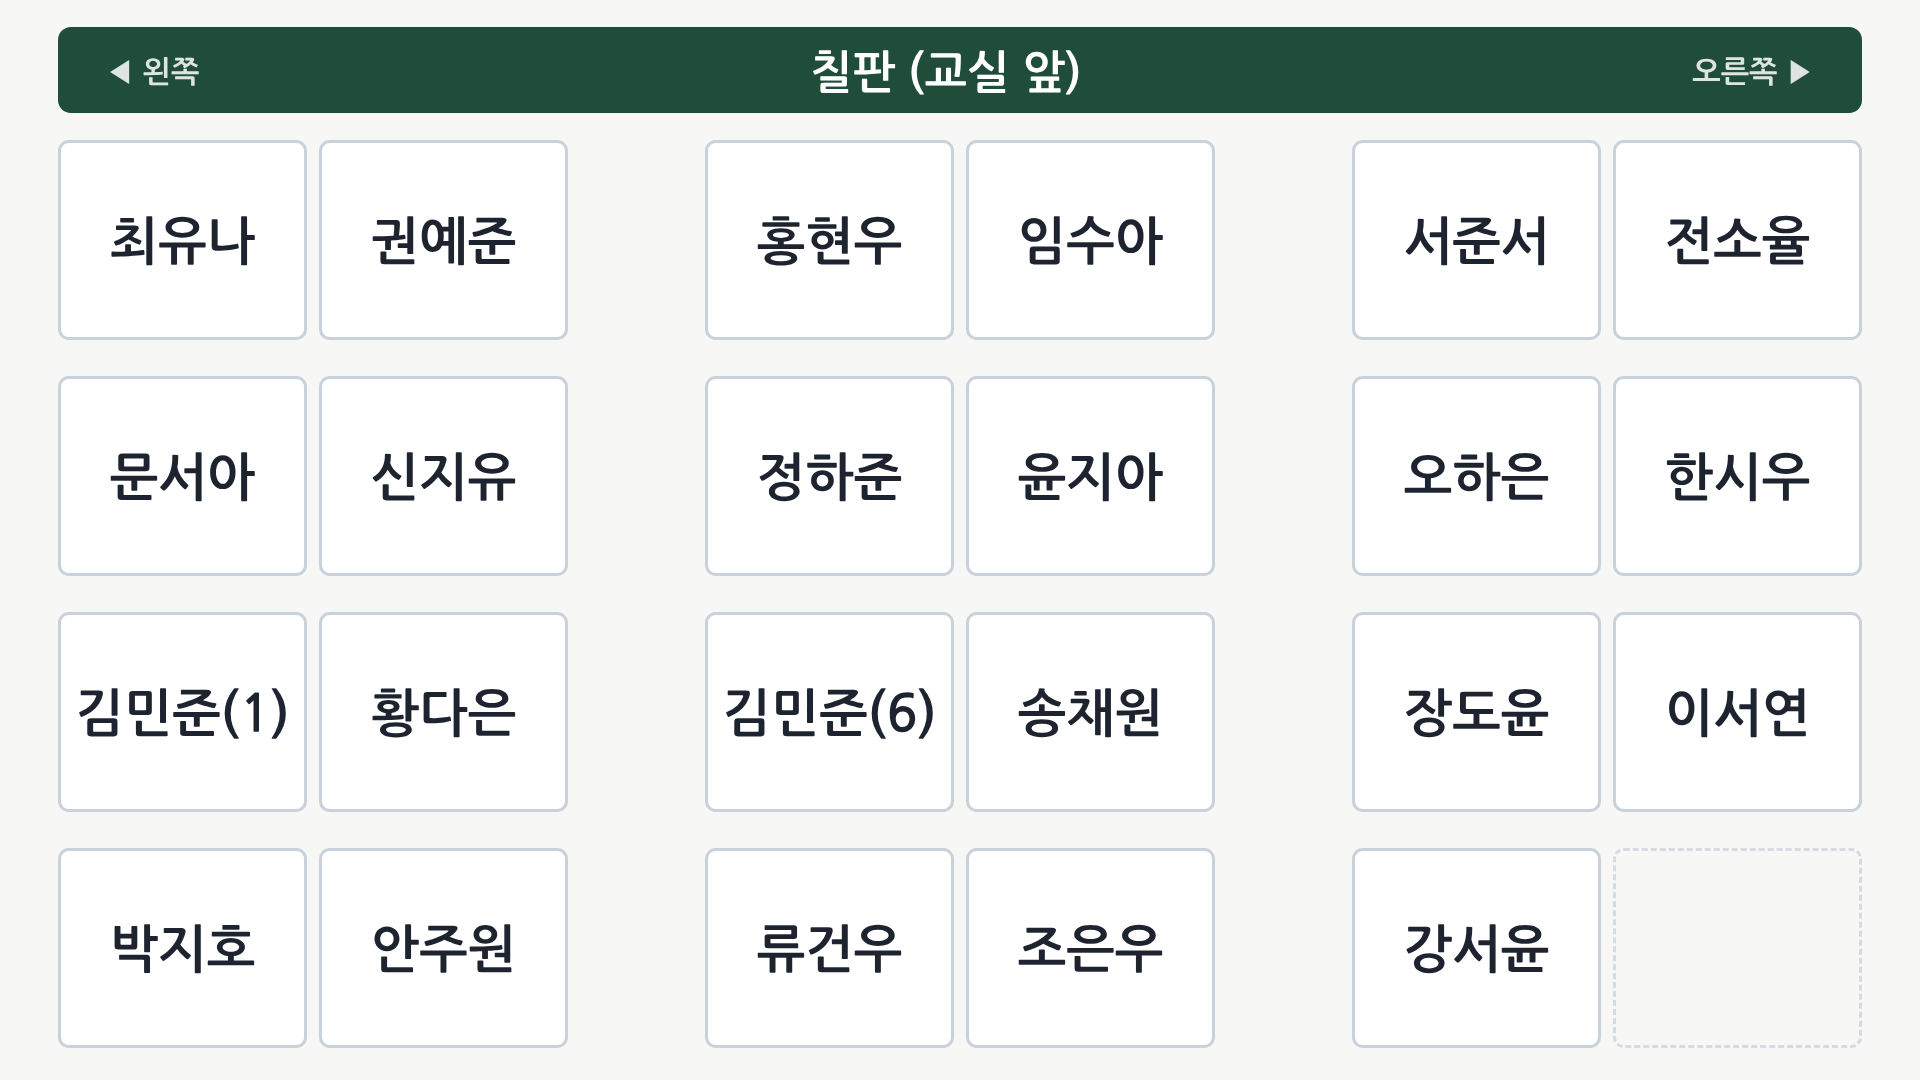 ◀ 왼쪽 칠판 (교실 앞) 오른쪽 ▶
최유나 권예준 홍현우 임수아 서준서 전소율
문서아 신지유 정하준 윤지아 오하은 한시우
김민준(1) 황다은 김민준(6) 송채원 장도윤 이서연
박지호 안주원 류건우 조은우 강서윤